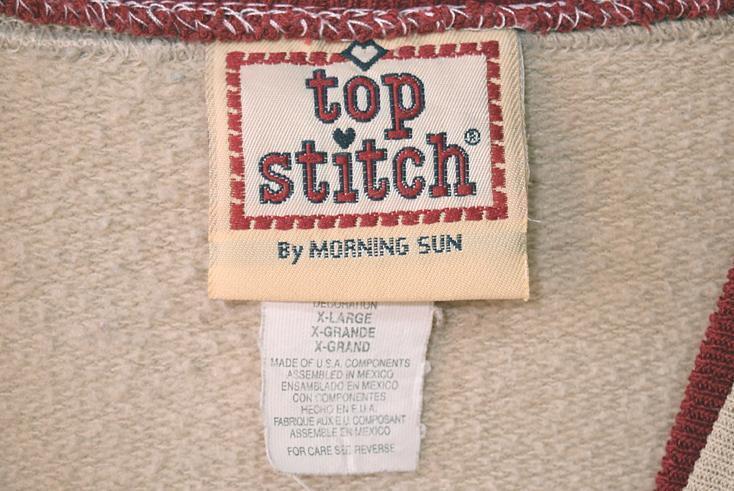 top
stitch®
By MORNING SUN
DECORATION
X-LARGE
X-GRANDE
X-GRAND
MADE OF U.S.A. COMPONENTS
ASSEMBLED IN MEXICO
ENSAMBLADO EN MEXICO
CON COMPONENTES
HECHO EN E.U.A.
FABRIQUE AUX E.U. COMPOSANT
ASSEMBLE EN MEXICO
FOR CARE SEE REVERSE